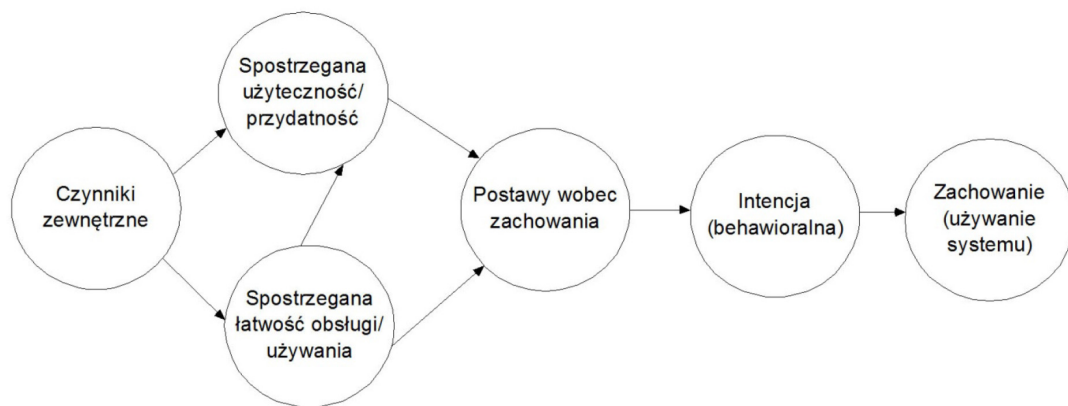 Czynniki
zewnętrzne
Spostrzegana
użyteczność/
przydatność
Spostrzegana
łatwość obsługi/
używania
Postawy wobec
zachowania
Intencja
(behawioralna)
Zachowanie
(używanie
systemu)